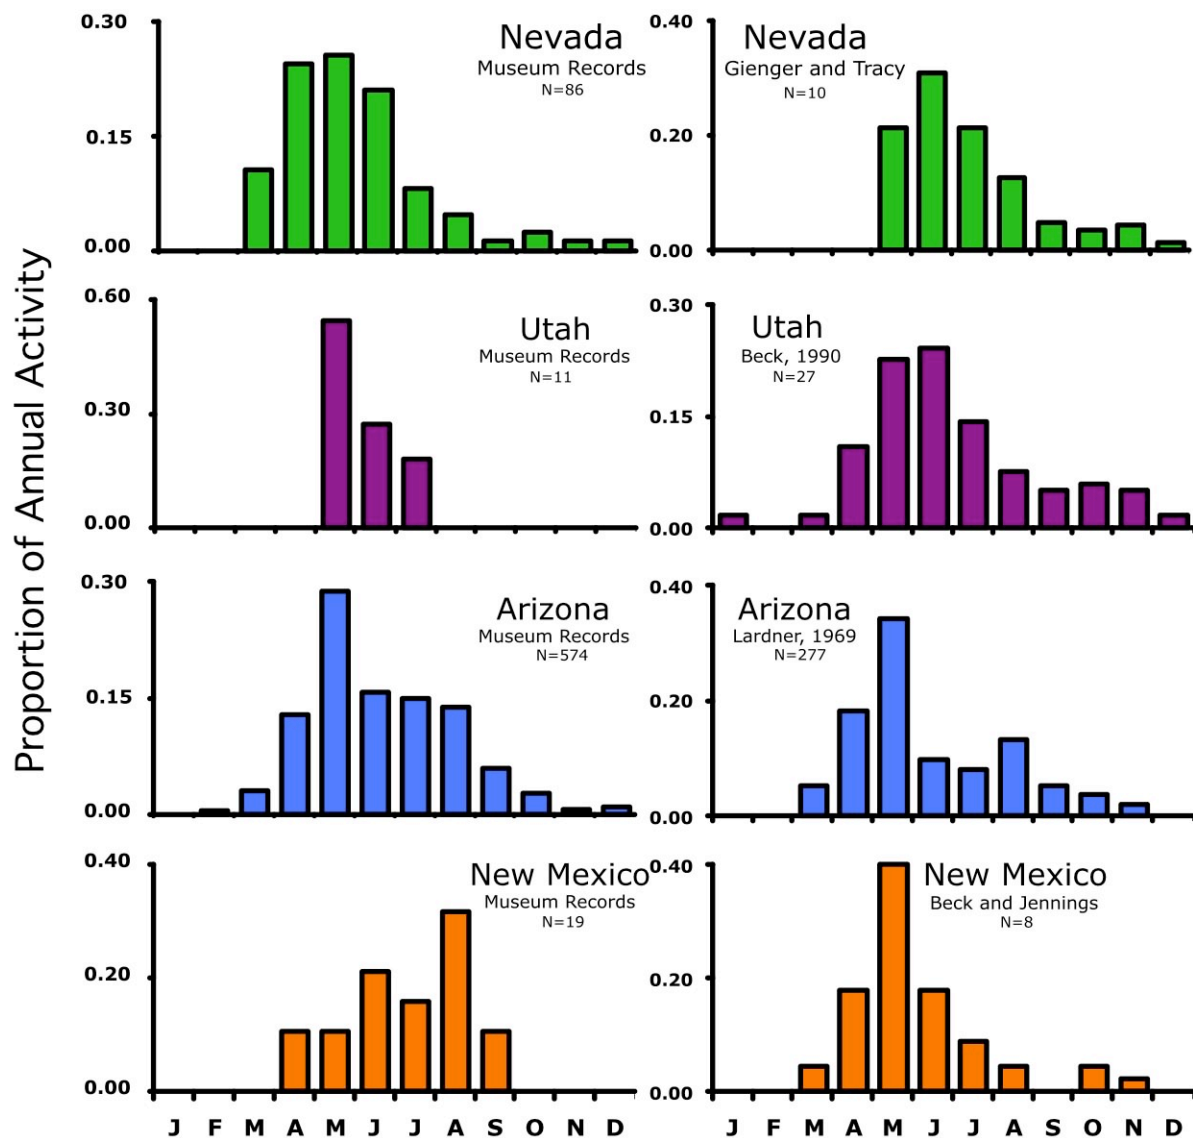 Proportion of Annual Activity
0.30
0.15
0.00
Nevada
Museum Records
N=86
0.40
0.20
0.00
Nevada
Gienger and Tracy
N=10
0.60
0.30
0.00
Utah
Museum Records
N=11
0.30
0.15
0.00
Utah
Beck, 1990
N=27
0.30
0.15
0.00
Arizona
Museum Records
N=574
0.40
0.20
0.00
Arizona
Lardner, 1969
N=277
0.40
0.20
0.00
New Mexico
Museum Records
N=19
0.40
0.20
0.00
New Mexico
Beck and Jennings
N=8
J F M A M J J A S O N D
J F M A M J J A S O N D